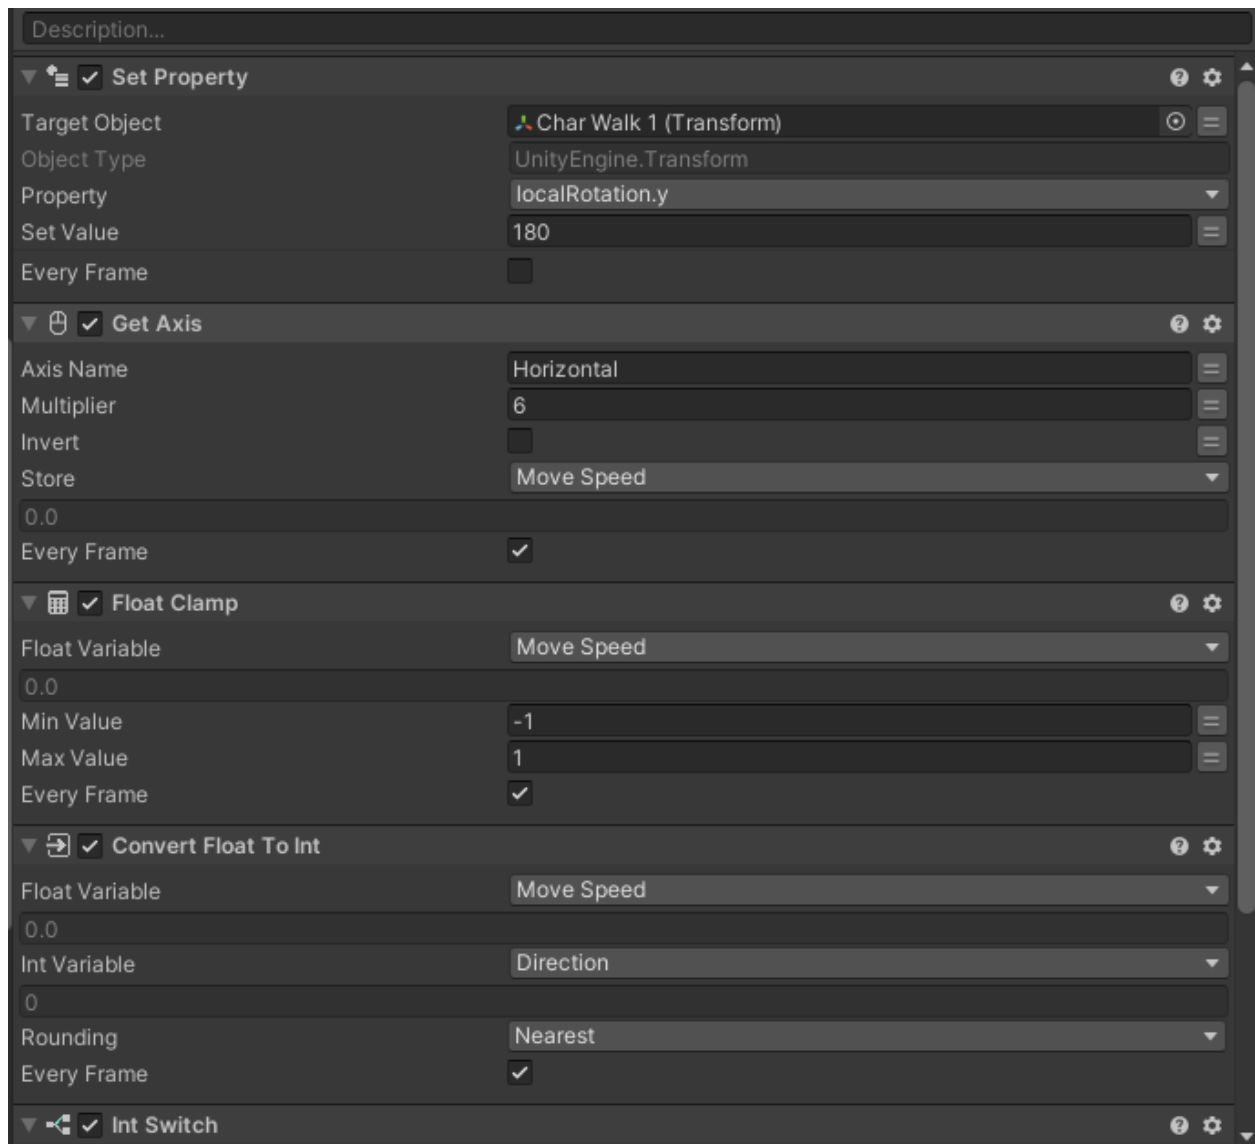 Description...
Set Property
Target Object Char Walk 1 (Transform)
Object Type UnityEngine.Transform
Property localRotation.y
Set Value 180
Every Frame
Get Axis
Axis Name Horizontal
Multiplier 6
Invert
Store Move Speed
0.0
Every Frame
Float Clamp
Float Variable Move Speed
0.0
Min Value -1
Max Value 1
Every Frame
Convert Float To Int
Float Variable Move Speed
0.0
Int Variable Direction
0
Rounding Nearest
Every Frame
Int Switch